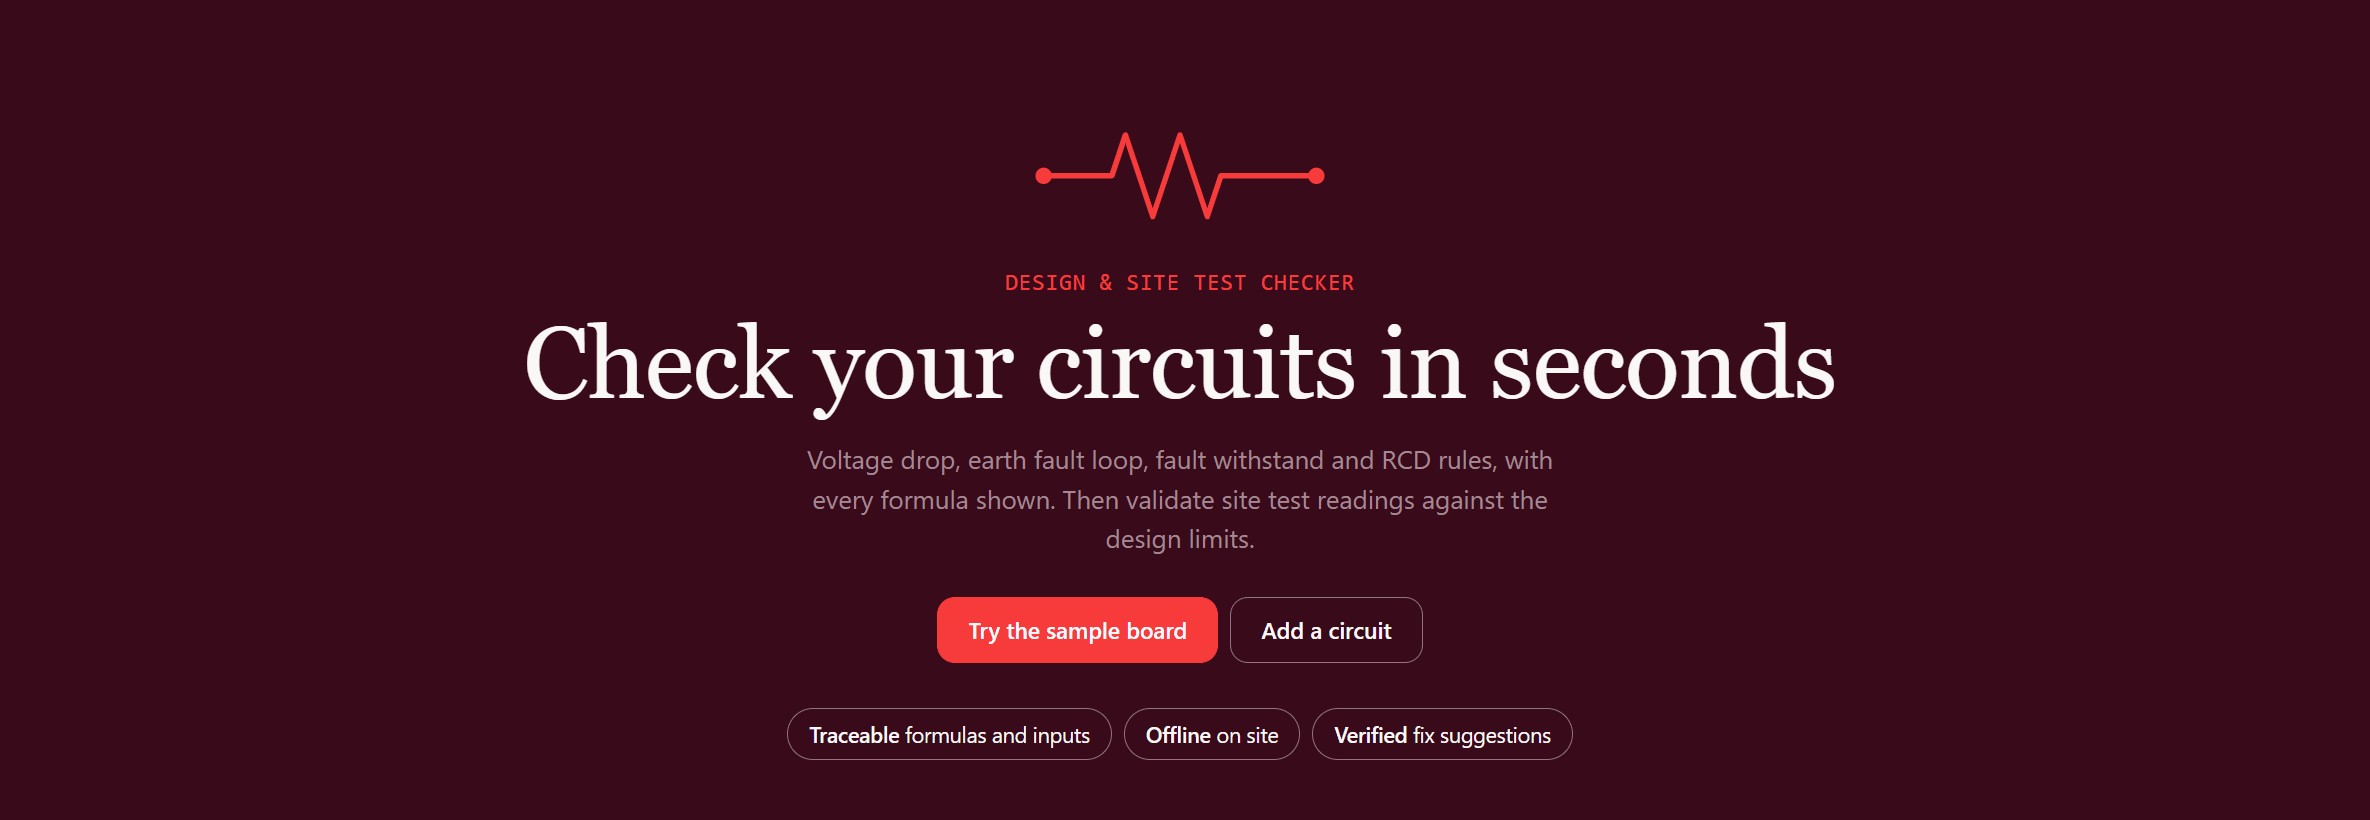 DESIGN & SITE TEST CHECKER
Check your circuits in seconds
Voltage drop, earth fault loop, fault withstand and RCD rules, with
every formula shown. Then validate site test readings against the
design limits.
Try the sample board
Add a circuit
Traceable formulas and inputs
Offline on site
Verified fix suggestions